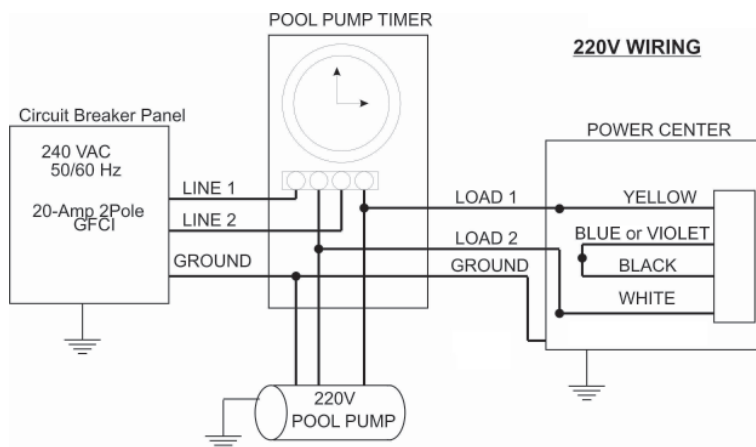 POOL PUMP TIMER
220V WIRING
Circuit Breaker Panel
240 VAC
50/60 Hz
20-Amp 2Pole
GFCI
LINE 1
LINE 2
GROUND
POWER CENTER
LOAD 1
YELLOW
BLUE or VIOLET
LOAD 2
GROUND
BLACK
WHITE
220V
POOL PUMP